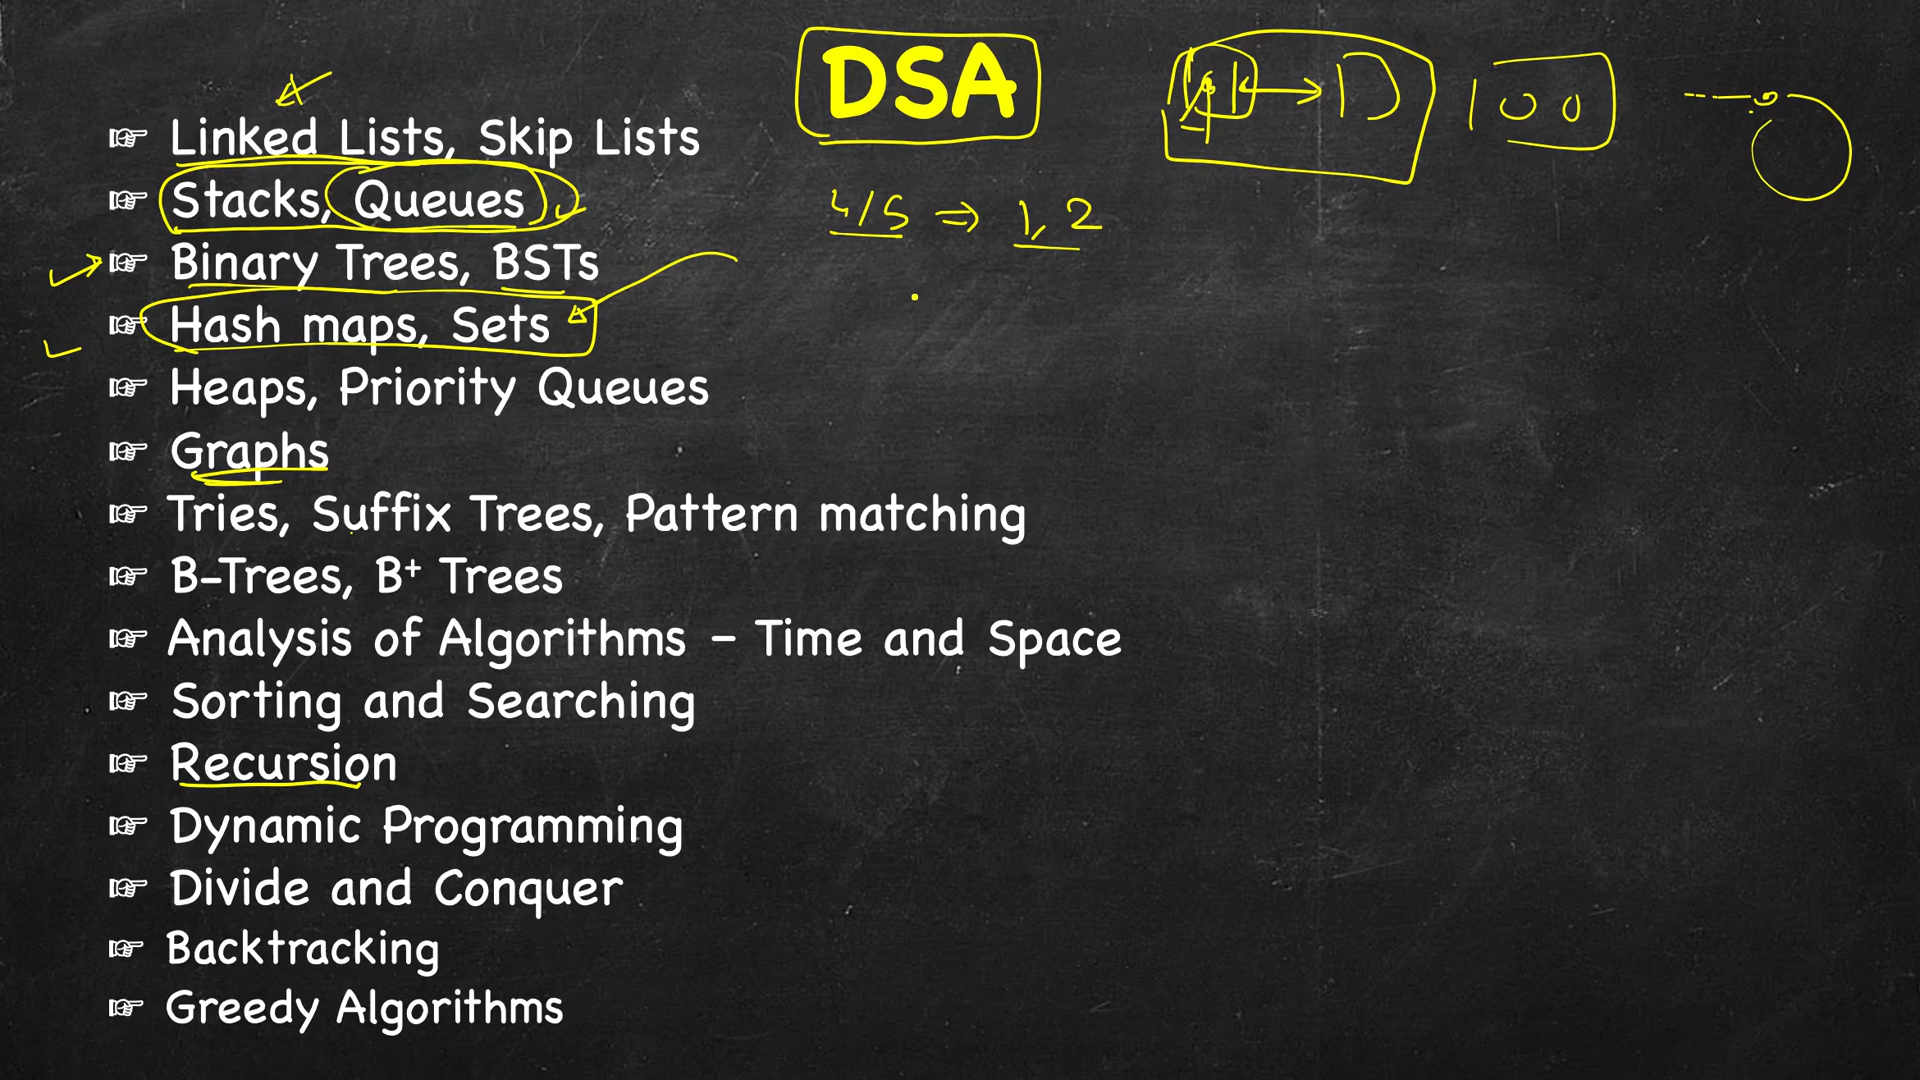 DSA
100
Linked Lists, Skip Lists
Stacks, Queues
4/5 ⇒ 1, 2
Binary Trees, BSTs
Hash maps, Sets
Heaps, Priority Queues
Graphs
Tries, Suffix Trees, Pattern matching
B-Trees, B⁺ Trees
Analysis of Algorithms – Time and Space
Sorting and Searching
Recursion
Dynamic Programming
Divide and Conquer
Backtracking
Greedy Algorithms